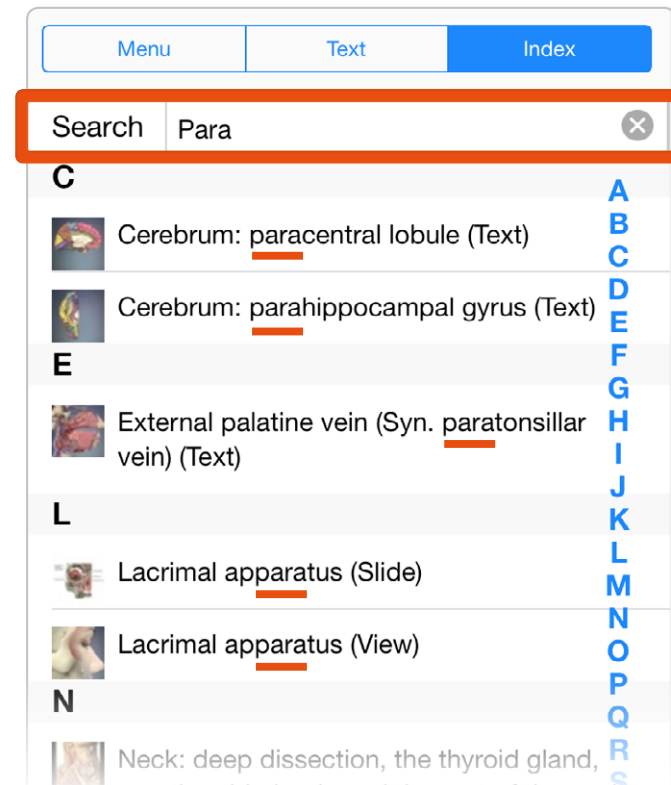 Menu Text Index
Search Para
C
Cerebrum: paracentral lobule (Text)
Cerebrum: parahippocampal gyrus (Text)
E
External palatine vein (Syn. paratonsillar
vein) (Text)
L
Lacrimal apparatus (Slide)
Lacrimal apparatus (View)
N
Neck: deep dissection, the thyroid gland,
A
B
C
D
E
F
G
H
I
J
K
L
M
N
O
P
Q
R
S